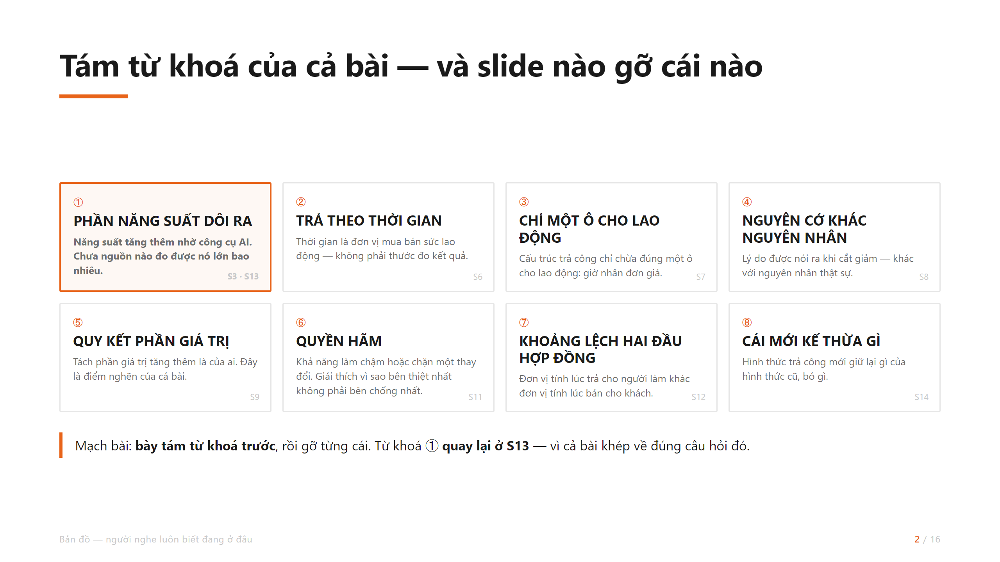 Tám từ khoá của cả bài — và slide nào gỡ cái nào
①
PHẦN NĂNG SUẤT DÔI RA
Năng suất tăng thêm nhờ công cụ AI.
Chưa nguồn nào đo được nó lớn bao
nhiêu.
S3 · S13
②
TRẢ THEO THỜI GIAN
Thời gian là đơn vị mua bán sức lao
động — không phải thước đo kết quả.
S6
③
CHỈ MỘT Ô CHO LAO
ĐỘNG
Cấu trúc trả công chỉ chừa đúng một ô
cho lao động: giờ nhân đơn giá.
S7
④
NGUYÊN CỚ KHÁC
NGUYÊN NHÂN
Lý do được nói ra khi cắt giảm — khác
với nguyên nhân thật sự.
S8
⑤
QUY KẾT PHẦN GIÁ TRỊ
Tách phần giá trị tăng thêm là của ai. Đây
là điểm nghẽn của cả bài.
S9
⑥
QUYỀN HÃM
Khả năng làm chậm hoặc chặn một thay
đổi. Giải thích vì sao bên thiệt nhất
không phải bên chống nhất.
S11
⑦
KHOẢNG LỆCH HAI ĐẦU
HỢP ĐỒNG
Đơn vị tính lúc trả cho người làm khác
đơn vị tính lúc bán cho khách.
S12
⑧
CÁI MỚI KẾ THỪA GÌ
Hình thức trả công mới giữ lại gì của
hình thức cũ, bỏ gì.
S14
Mạch bài: bày tám từ khoá trước, rồi gỡ từng cái. Từ khoá ① quay lại ở S13 — vì cả bài khép về đúng câu hỏi đó.
Bản đồ — người nghe luôn biết đang ở đâu
2 / 16